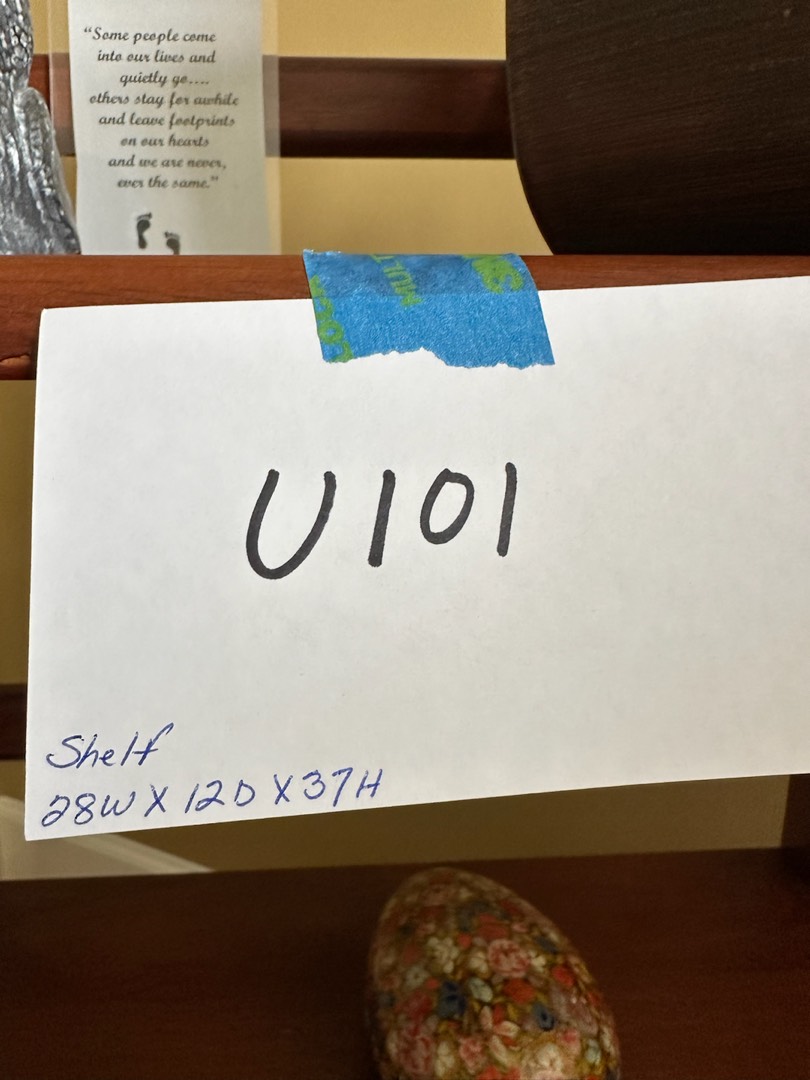 "Some people come
into our lives and
quietly go....
others stay for awhile
and leave footprints
on our hearts
and we are never,
ever the same."
U101
Shelf
28W X 12D X 37H